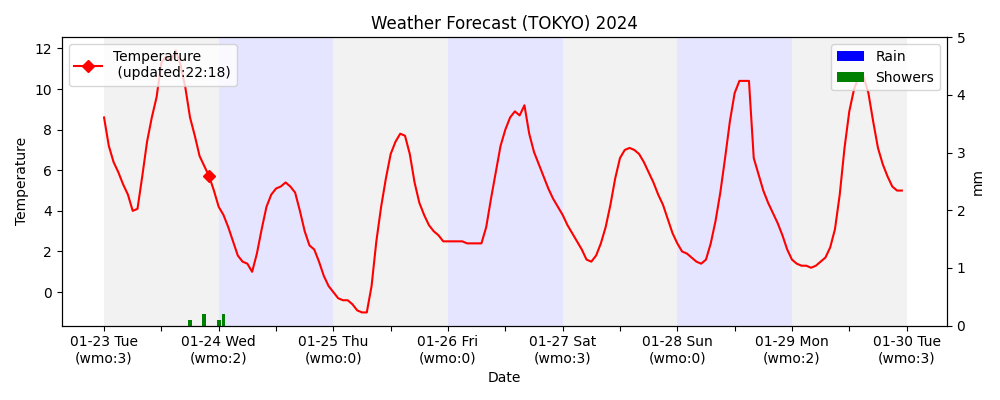 Weather Forecast (TOKYO) 2024
Temperature
(updated:22:18)
Rain
Showers
12
10
8
6
4
2
0
Temperature
5
4
3
2
1
0
mm
01-23 Tue
(wmo:3)
01-24 Wed
(wmo:2)
01-25 Thu
(wmo:0)
01-26 Fri
(wmo:0)
01-27 Sat
(wmo:3)
01-28 Sun
(wmo:0)
01-29 Mon
(wmo:2)
01-30 Tue
(wmo:3)
Date